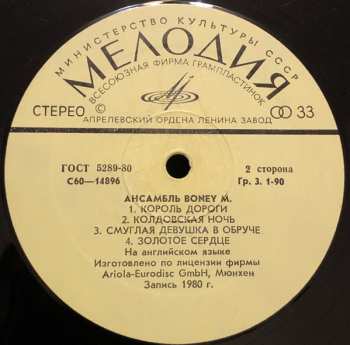 МИНИСТЕРСТВО КУЛЬТУРЫ СССР
МЕЛОДИЯ
ВСЕСОЮЗНАЯ ФИРМА ГРАМПЛАСТИНОК
СТЕРЕО
33
АПРЕЛЕВСКИЙ ОРДЕНА ЛЕНИНА ЗАВОД
ГОСТ 5289-80
2 сторона
С60—14896
Гр. 3. 1-90
АНСАМБЛЬ BONEY M.
1. КОРОЛЬ ДОРОГИ
2. КОЛДОВСКАЯ НОЧЬ
3. СМУГЛАЯ ДЕВУШКА В ОБРУЧЕ
4. ЗОЛОТОЕ СЕРДЦЕ
На английском языке
Изготовлено по лицензии фирмы
Ariola-Eurodisc GmbH, Мюнхен
Запись 1980 г.